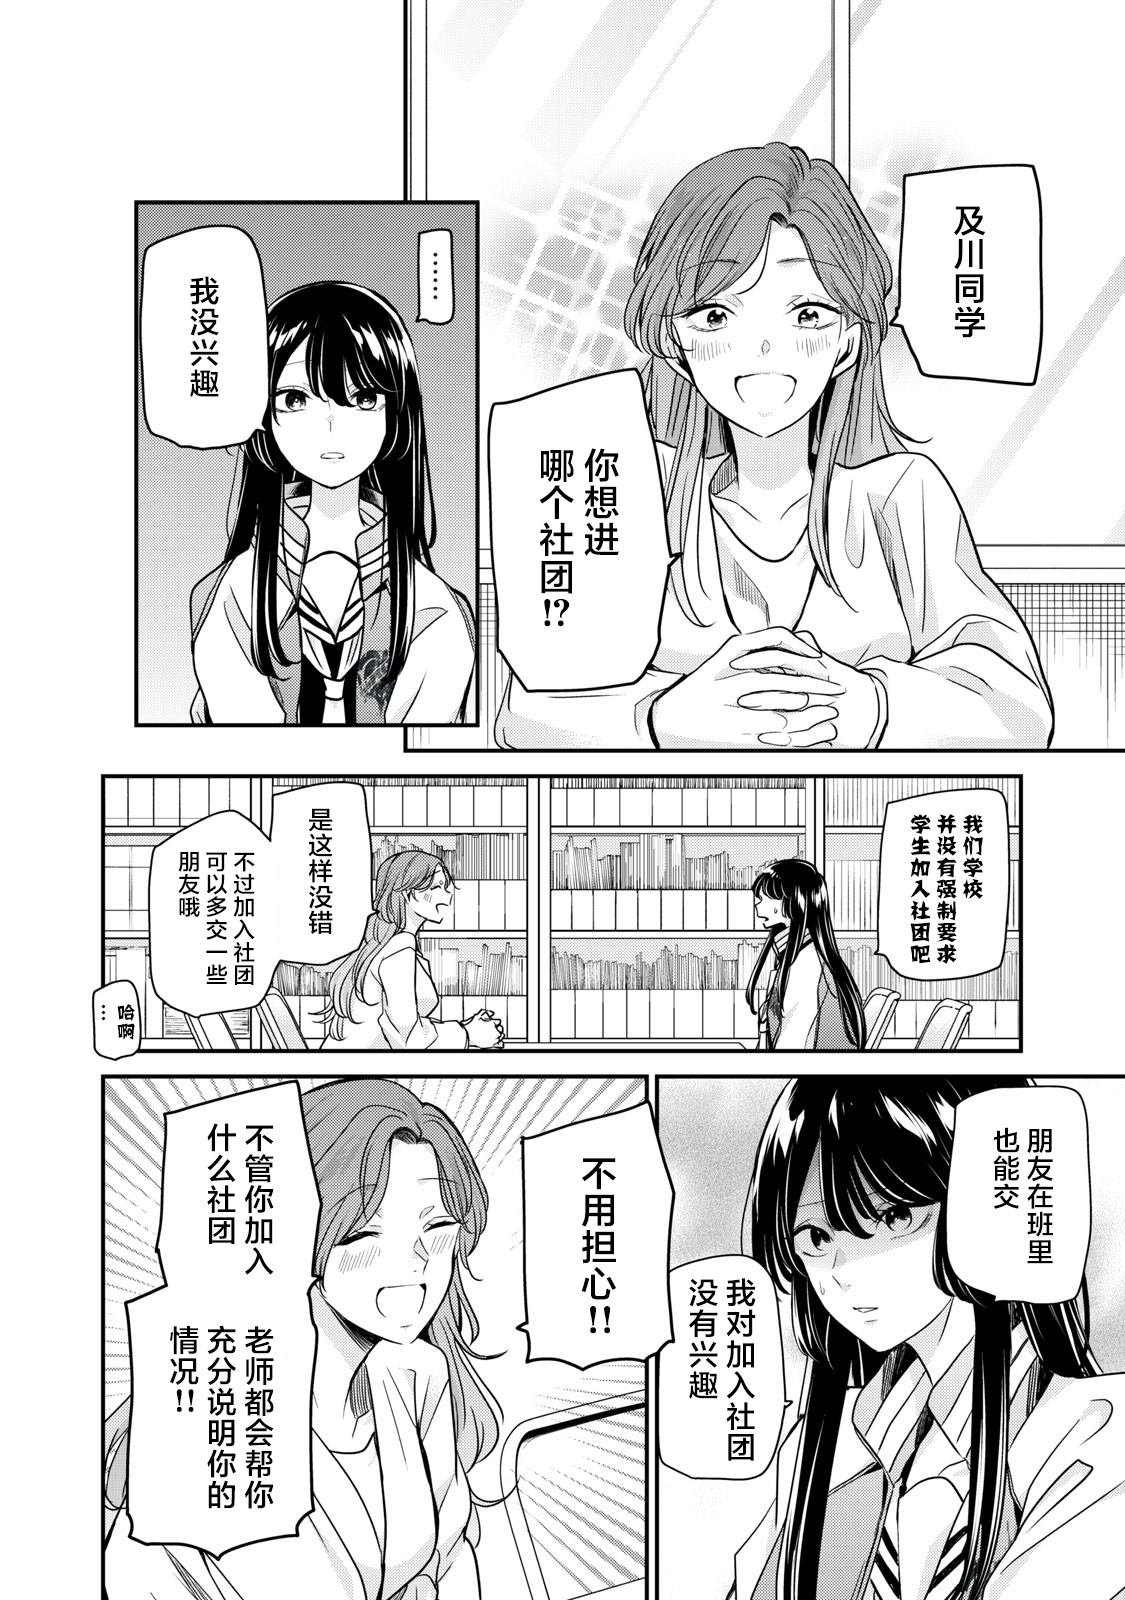 及川同学
你想进
哪个社团!?
……
我没兴趣
我们学校
并没有强制要求
学生加入社团吧
是这样没错
不过加入社团
可以多交一些
朋友哦
哈啊
…
朋友在班里
也能交
我对加入社团
没有兴趣
不用担心!!
不管你加入
什么社团
老师都会帮你
充分说明你的
情况!!